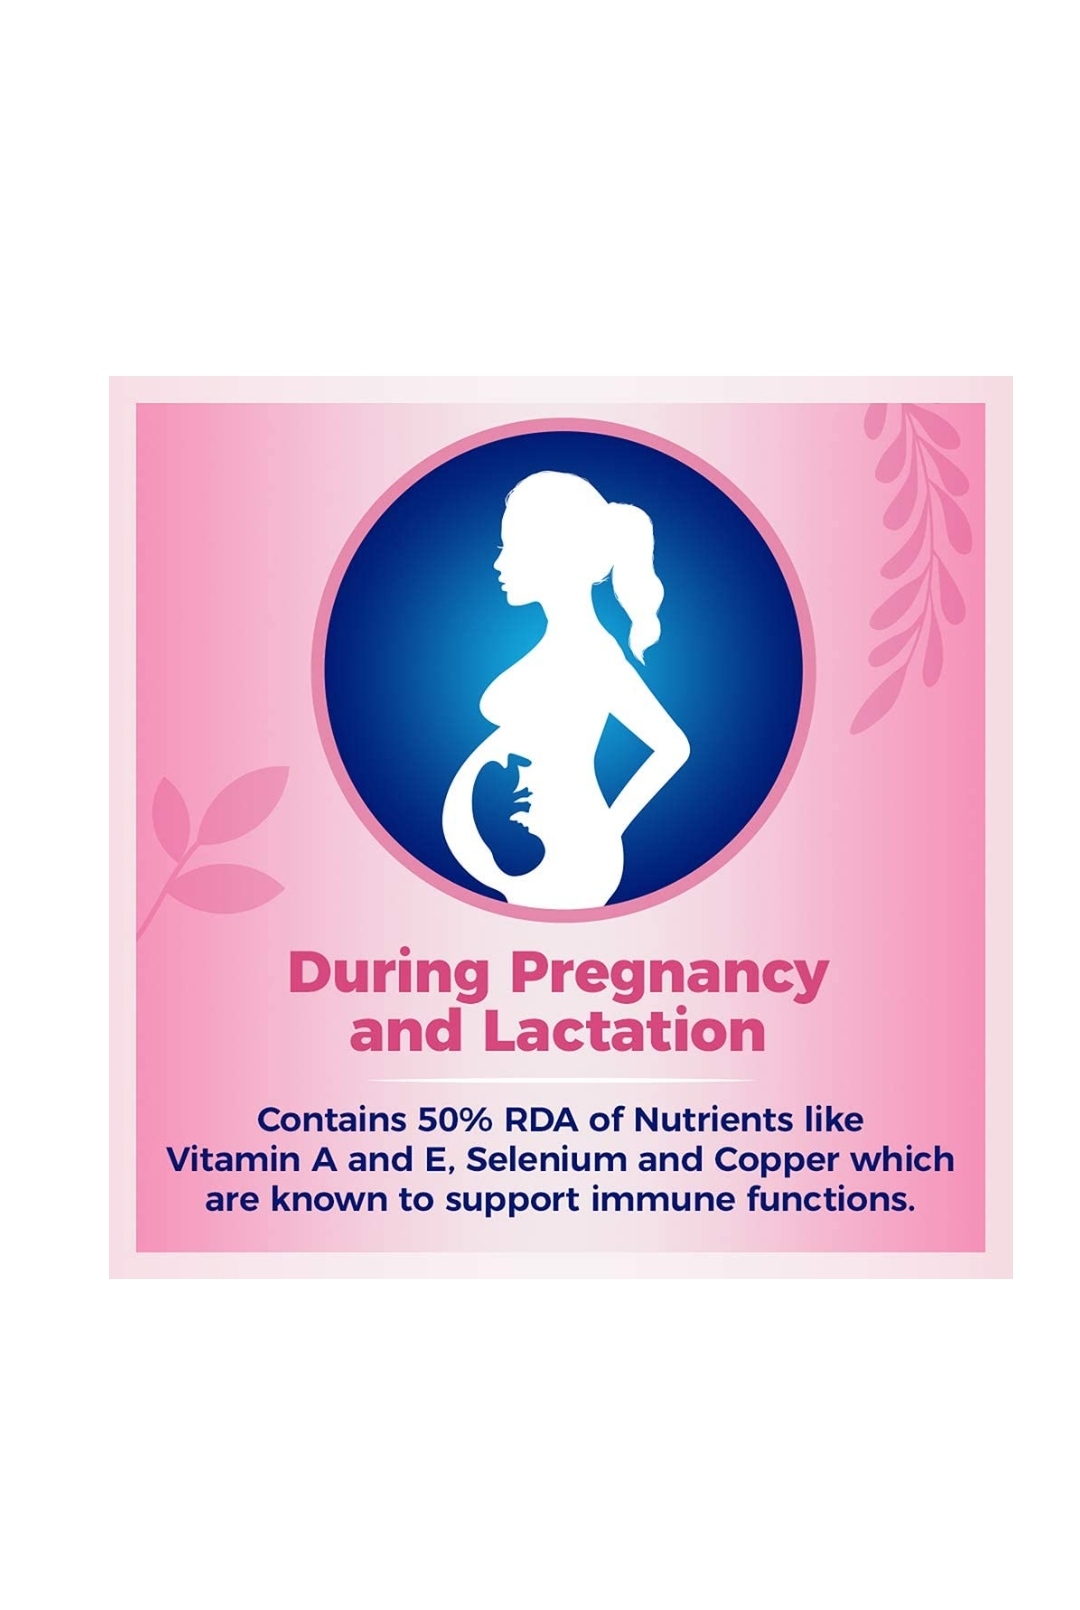 During Pregnancy
and Lactation
Contains 50% RDA of Nutrients like
Vitamin A and E, Selenium and Copper which
are known to support immune functions.